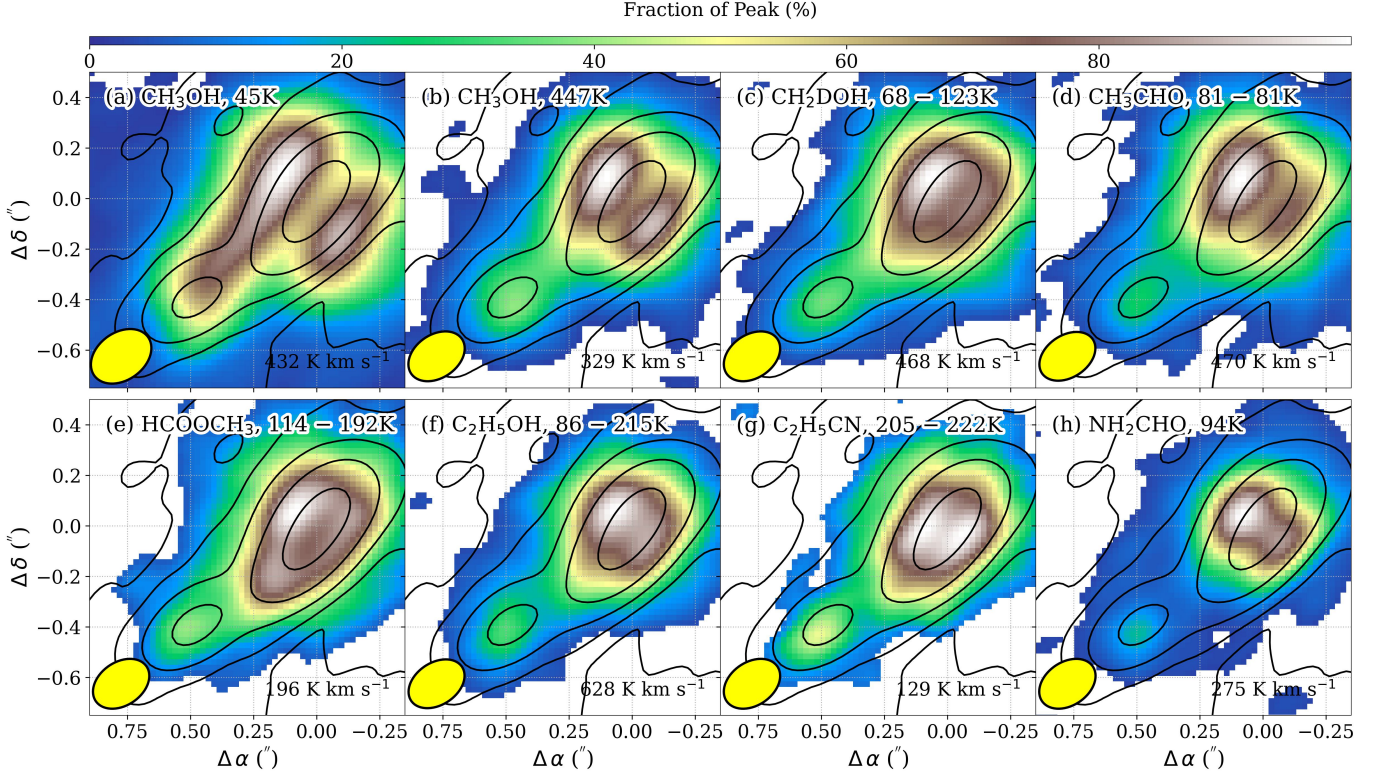 Fraction of Peak (%)
0 20 40 60 80
(a) CH₃OH, 45K
(b) CH₃OH, 447K
(c) CH₂DOH, 68 − 123K
(d) CH₃CHO, 81 − 81K
0.4
0.2
0.0
−0.2
−0.4
−0.6
Δ δ (″)
432 K km s⁻¹
329 K km s⁻¹
468 K km s⁻¹
470 K km s⁻¹
(e) HCOOCH₃, 114 − 192K
(f) C₂H₅OH, 86 − 215K
(g) C₂H₅CN, 205 − 222K
(h) NH₂CHO, 94K
0.4
0.2
0.0
−0.2
−0.4
−0.6
Δ δ (″)
196 K km s⁻¹
628 K km s⁻¹
129 K km s⁻¹
275 K km s⁻¹
0.75 0.50 0.25 0.00 −0.25 0.75 0.50 0.25 0.00 −0.25 0.75 0.50 0.25 0.00 −0.25 0.75 0.50 0.25 0.00 −0.25
Δ α (″) Δ α (″) Δ α (″) Δ α (″)